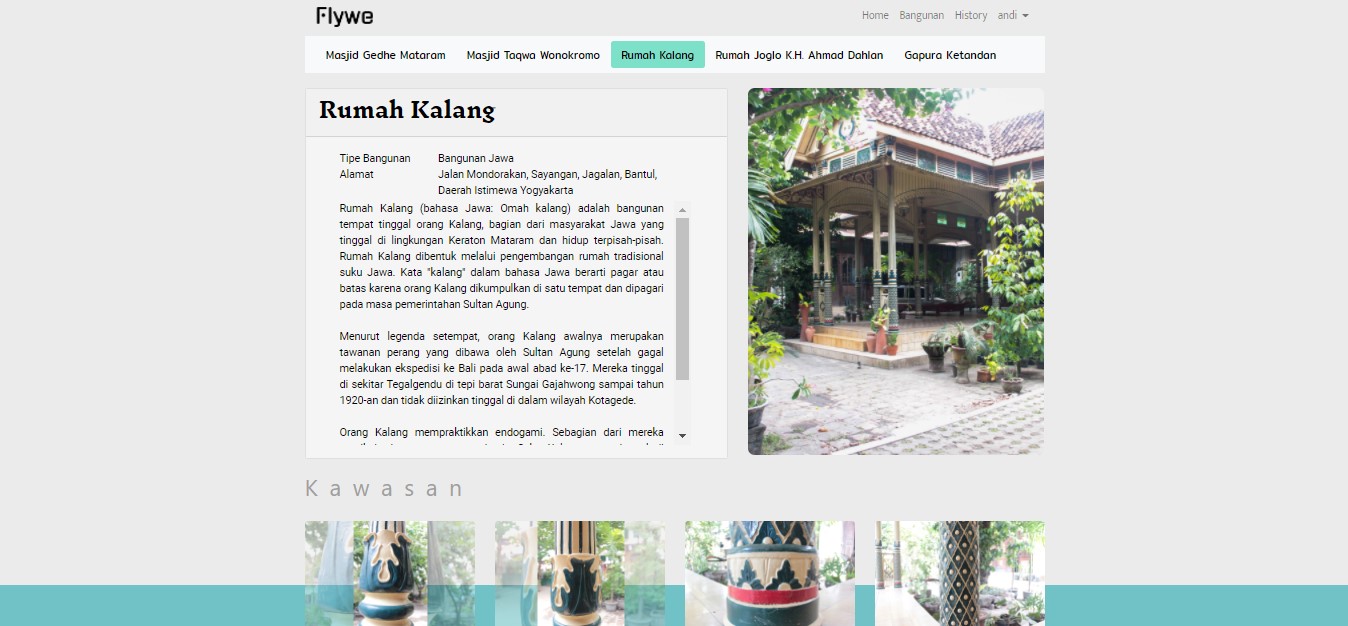 Flywe
Home Bangunan History andi
Masjid Gedhe Mataram Masjid Taqwa Wonokromo Rumah Kalang Rumah Joglo K.H. Ahmad Dahlan Gapura Ketandan
Rumah Kalang
Tipe Bangunan Bangunan Jawa
Alamat Jalan Mondorakan, Sayangan, Jagalan, Bantul,
Daerah Istimewa Yogyakarta
Rumah Kalang (bahasa Jawa: Omah kalang) adalah bangunan
tempat tinggal orang Kalang, bagian dari masyarakat Jawa yang
tinggal di lingkungan Keraton Mataram dan hidup terpisah-pisah.
Rumah Kalang dibentuk melalui pengembangan rumah tradisional
suku Jawa. Kata "kalang" dalam bahasa Jawa berarti pagar atau
batas karena orang Kalang dikumpulkan di satu tempat dan dipagari
pada masa pemerintahan Sultan Agung.
Menurut legenda setempat, orang Kalang awalnya merupakan
tawanan perang yang dibawa oleh Sultan Agung setelah gagal
melakukan ekspedisi ke Bali pada awal abad ke-17. Mereka tinggal
di sekitar Tegalgendu di tepi barat Sungai Gajahwong sampai tahun
1920-an dan tidak diizinkan tinggal di dalam wilayah Kotagede.
Orang Kalang mempraktikkan endogami. Sebagian dari mereka
Kawasan